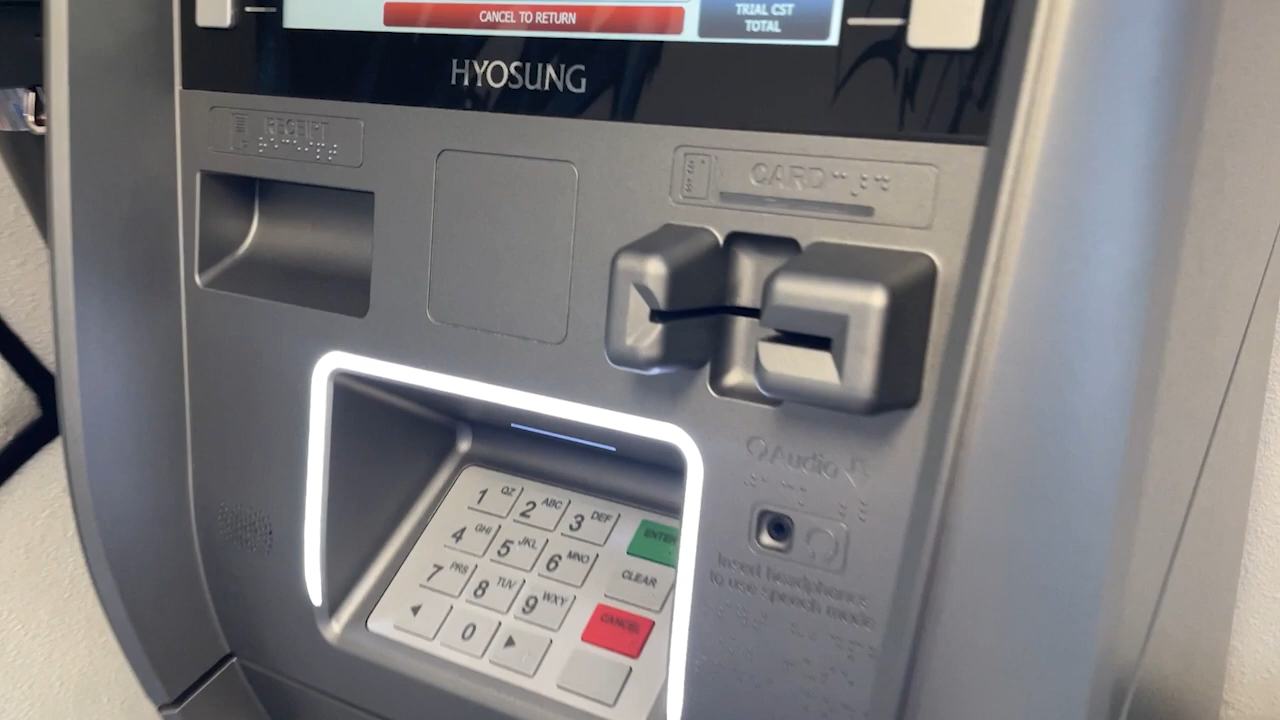 CANCEL TO RETURN
TRIAL CST
TOTAL
HYOSUNG
RECEIPT
CARD
Audio
Insert headphones
to use speech mode
1 QZ
2 ABC
3 DEF
ENTER
4 GHI
5 JKL
6 MNO
CLEAR
7 PRS
8 TUV
9 WXY
CANCEL
0